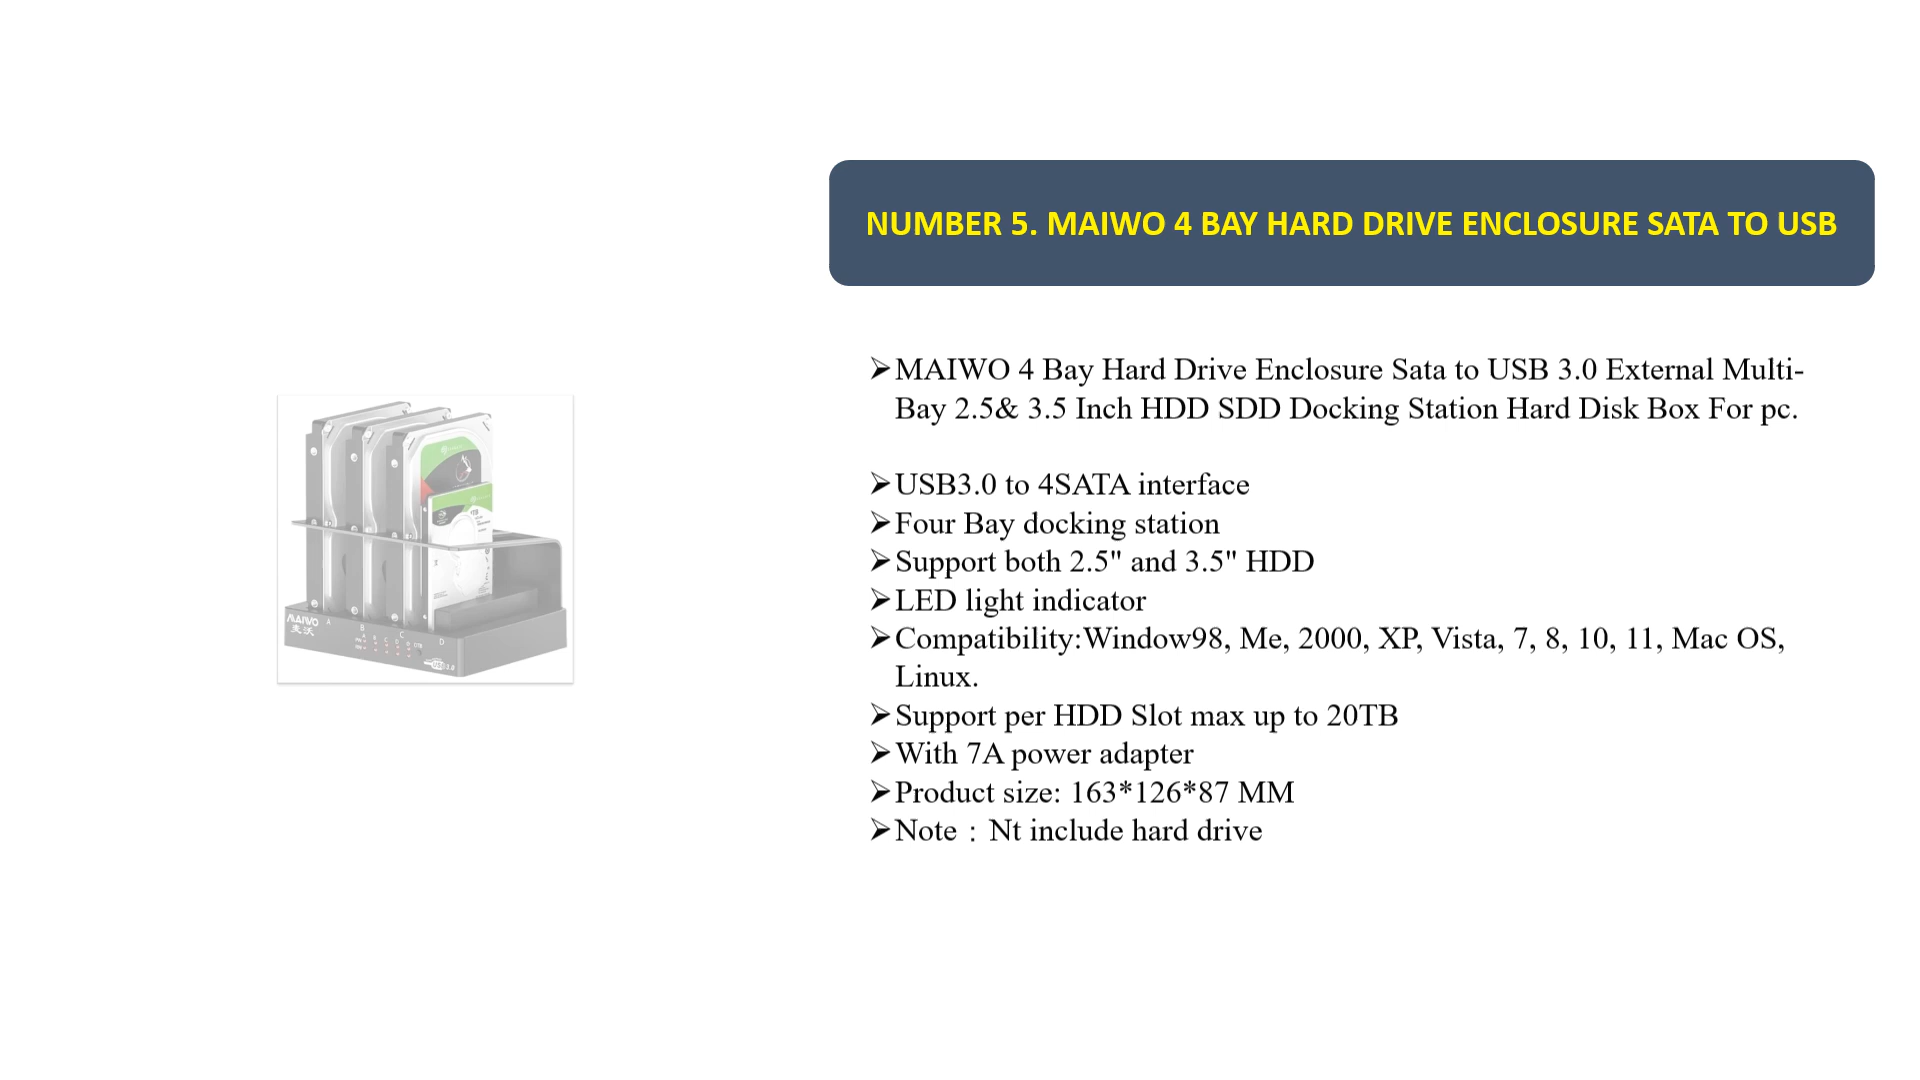 NUMBER 5. MAIWO 4 BAY HARD DRIVE ENCLOSURE SATA TO USB
➢MAIWO 4 Bay Hard Drive Enclosure Sata to USB 3.0 External Multi-
Bay 2.5& 3.5 Inch HDD SDD Docking Station Hard Disk Box For pc.
➢USB3.0 to 4SATA interface
➢Four Bay docking station
➢Support both 2.5" and 3.5" HDD
➢LED light indicator
➢Compatibility:Window98, Me, 2000, XP, Vista, 7, 8, 10, 11, Mac OS,
Linux.
➢Support per HDD Slot max up to 20TB
➢With 7A power adapter
➢Product size: 163*126*87 MM
➢Note：Nt include hard drive
MAIWO
麦沃
A
B
C
D
A B C D
USB 3.0